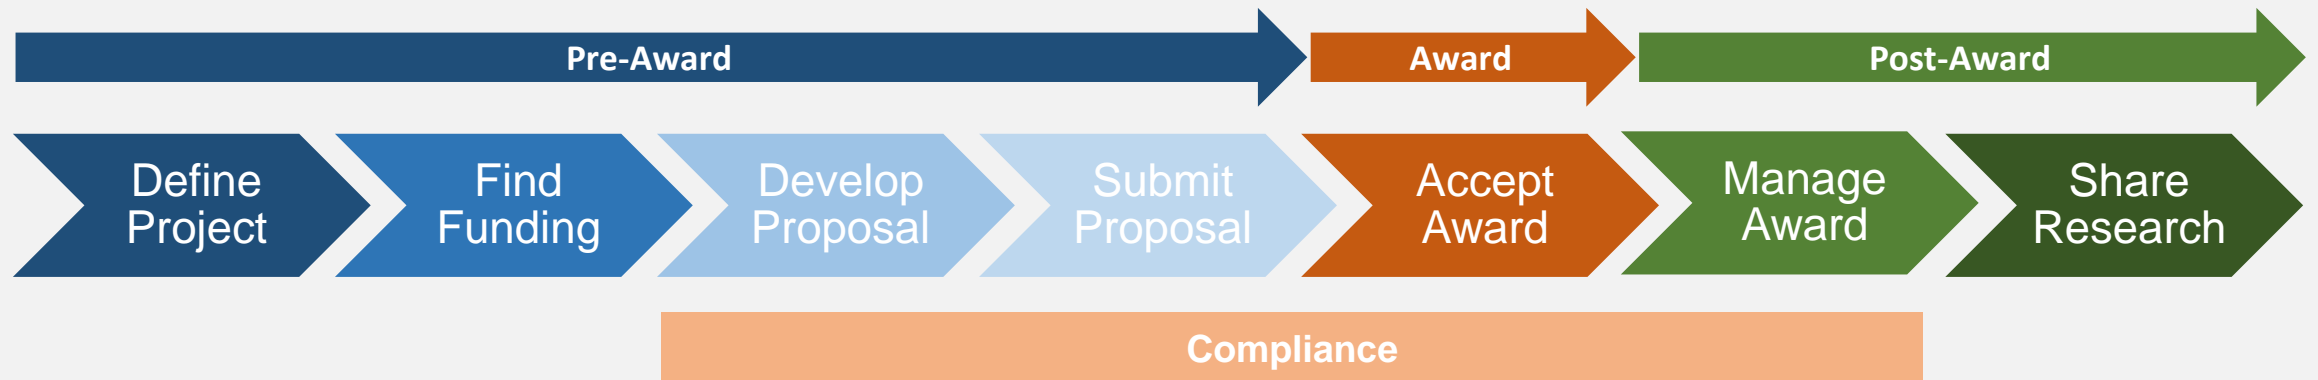 Pre-Award
Award
Post-Award
Define
Project
Find
Funding
Develop
Proposal
Submit
Proposal
Accept
Award
Manage
Award
Share
Research
Compliance